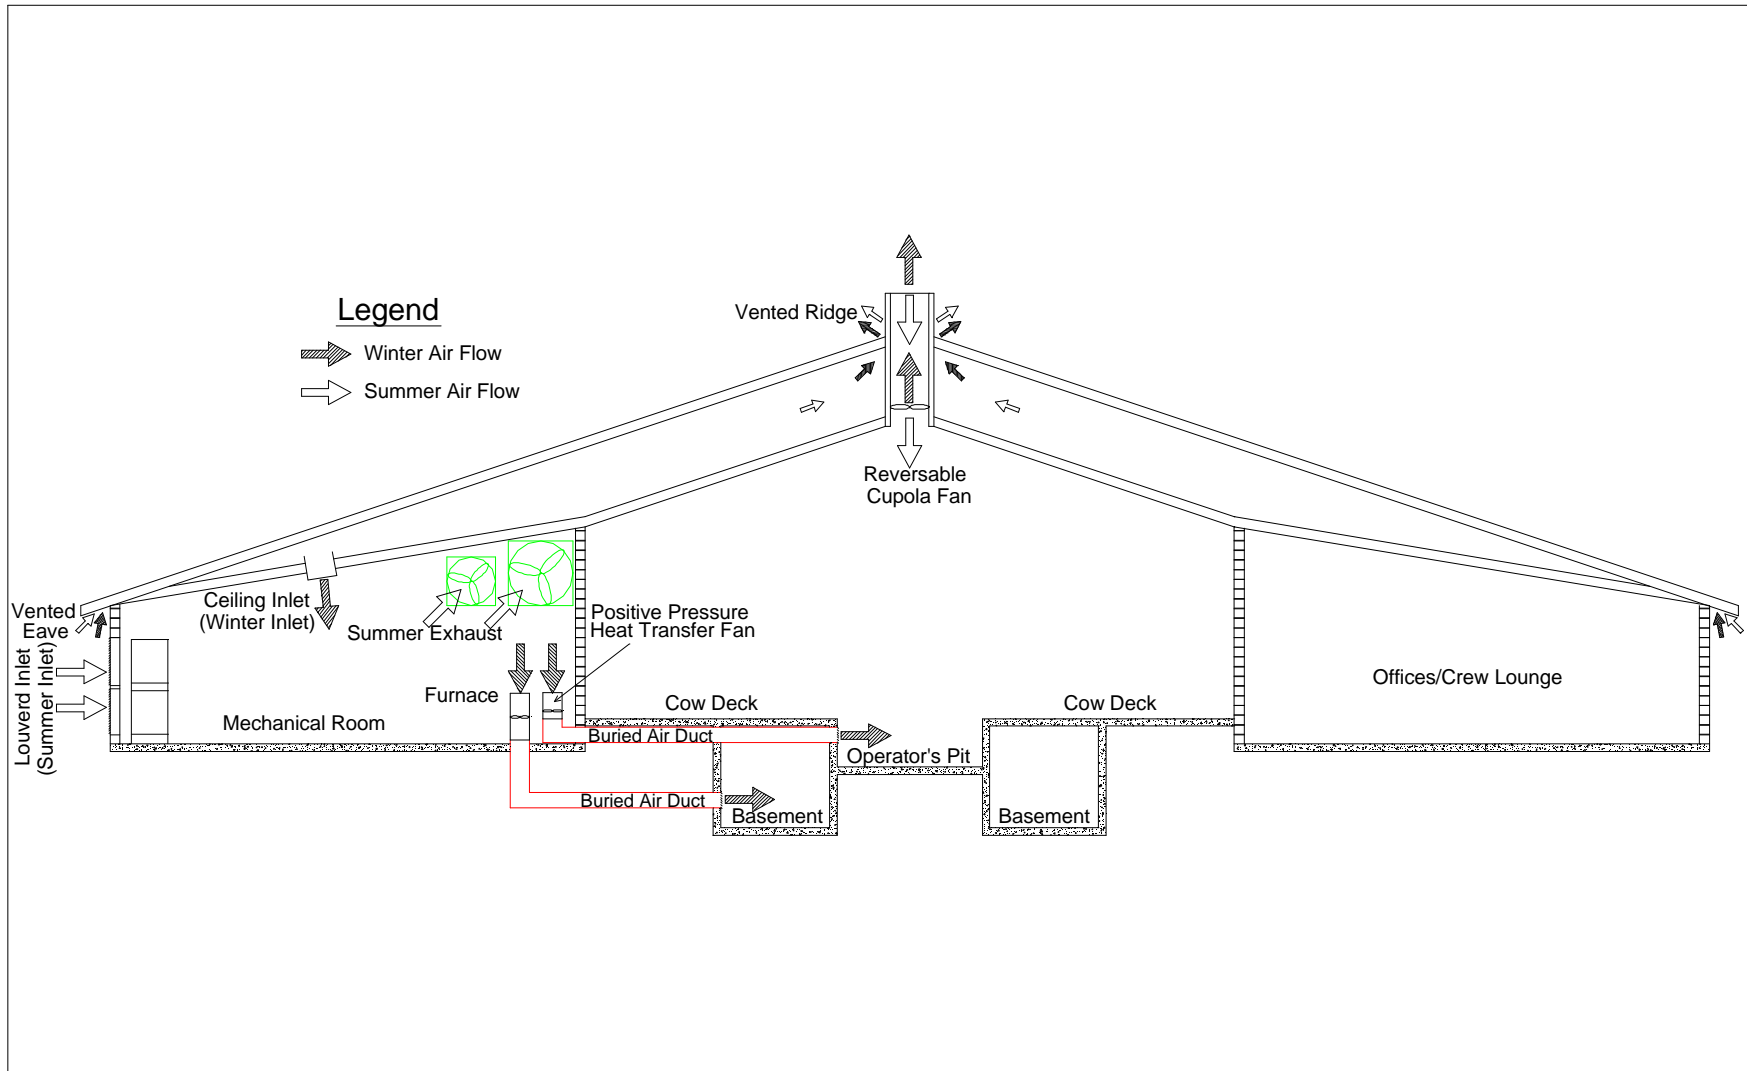 Legend
Winter Air Flow
Summer Air Flow
Vented Ridge
Reversable
Cupola Fan
Vented
Eave
Louverd Inlet
(Summer Inlet)
Ceiling Inlet
(Winter Inlet)
Summer Exhaust
Positive Pressure
Heat Transfer Fan
Furnace
Mechanical Room
Cow Deck
Cow Deck
Offices/Crew Lounge
Buried Air Duct
Operator's Pit
Buried Air Duct
Basement
Basement